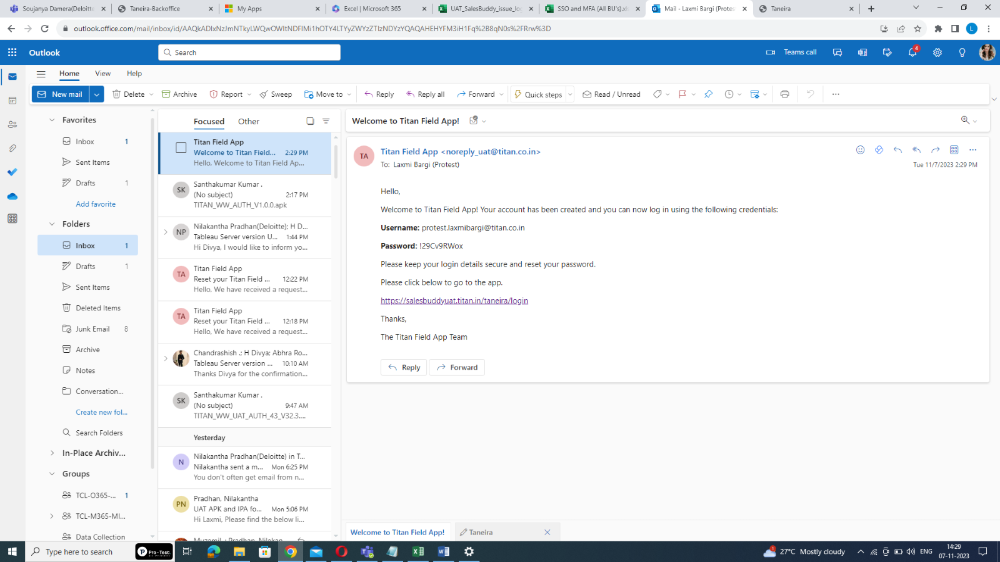 Soujanya Damera(Deloitte
Taneira-Backoffice
My Apps
Excel | Microsoft 365
UAT_SalesBuddy_issue_log
SSO and MFA (All BU's).xls
Mail - Laxmi Bargi (Protest
Taneira
outlook.office.com/mail/inbox/id/AAQkADIxNzJmNTkyLWQwOWItNDFlMi1hOTY4LTYyZWYzZTlzNDYzYQAQAHEHYFM3iH1Fq%2B8qN0s%2FRrw%3D
L
Outlook
Search
Teams call
4
Home
View
Help
New mail
Delete
Archive
Report
Sweep
Move to
Reply
Reply all
Forward
Quick steps
Read / Unread
Favorites
Inbox 1
Sent Items
Drafts 1
Add favorite
Folders
Inbox 1
Drafts 1
Sent Items
Deleted Items
Junk Email 8
Archive
Notes
Conversation...
Create new fol...
Search Folders
In-Place Archiv...
Groups
TCL-O365-... 1
TCL-M365-MI...
Data Collection
Focused
Other
Titan Field App
Welcome to Titan Field... 2:29 PM
Hello, Welcome to Titan Field Ap...
SK
Santhakumar Kumar .
(No subject) 2:17 PM
TITAN_WW_AUTH_V1.0.0.apk
NP
Nilakantha Pradhan(Deloitte); H D...
Tableau Server version U... 1:44 PM
Hi Divya, I would like to inform yo...
TA
Titan Field App
Reset your Titan Field ... 12:22 PM
Hello, We have received a request...
TA
Titan Field App
Reset your Titan Field ... 12:18 PM
Hello, We have received a request...
Chandrashish .; H Divya; Abhra Ro...
Tableau Server version ... 10:10 AM
Thanks Divya for the confirmation...
SK
Santhakumar Kumar .
(No subject) 9:47 AM
TITAN_WW_UAT_AUTH_43_V32.3....
Yesterday
N
Nilakantha Pradhan(Deloitte) in T...
Nilakantha sent a m... Mon 6:25 PM
You don't often get email from n...
PN
Pradhan, Nilakantha
UAT APK and IPA fo... Mon 5:06 PM
Hi Laxmi, Please find the below li...
Muzamil .; Pradhan, Nilakan...
Welcome to Titan Field App!
TA
Titan Field App <noreply_uat@titan.co.in>
To: Laxmi Bargi (Protest)
Tue 11/7/2023 2:29 PM
Hello,
Welcome to Titan Field App! Your account has been created and you can now log in using the following credentials:
Username: protest.laxmibargi@titan.co.in
Password: !29Cv9RWox
Please keep your login details secure and reset your password.
Please click below to go to the app.
https://salesbuddyuat.titan.in/taneira/login
Thanks,
The Titan Field App Team
Reply
Forward
Welcome to Titan Field App!
Taneira
Type here to search
Pro-Test
1
27°C Mostly cloudy
ENG
14:29
07-11-2023